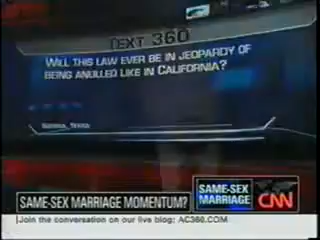 TEXT 360
WILL THIS LAW EVER BE IN JEOPARDY OF
BEING ANULLED LIKE IN CALIFORNIA?
SAME-SEX MARRIAGE MOMENTUM?
SAME-SEX
MARRIAGE
CNN
Join the conversation on our live blog: AC360.COM